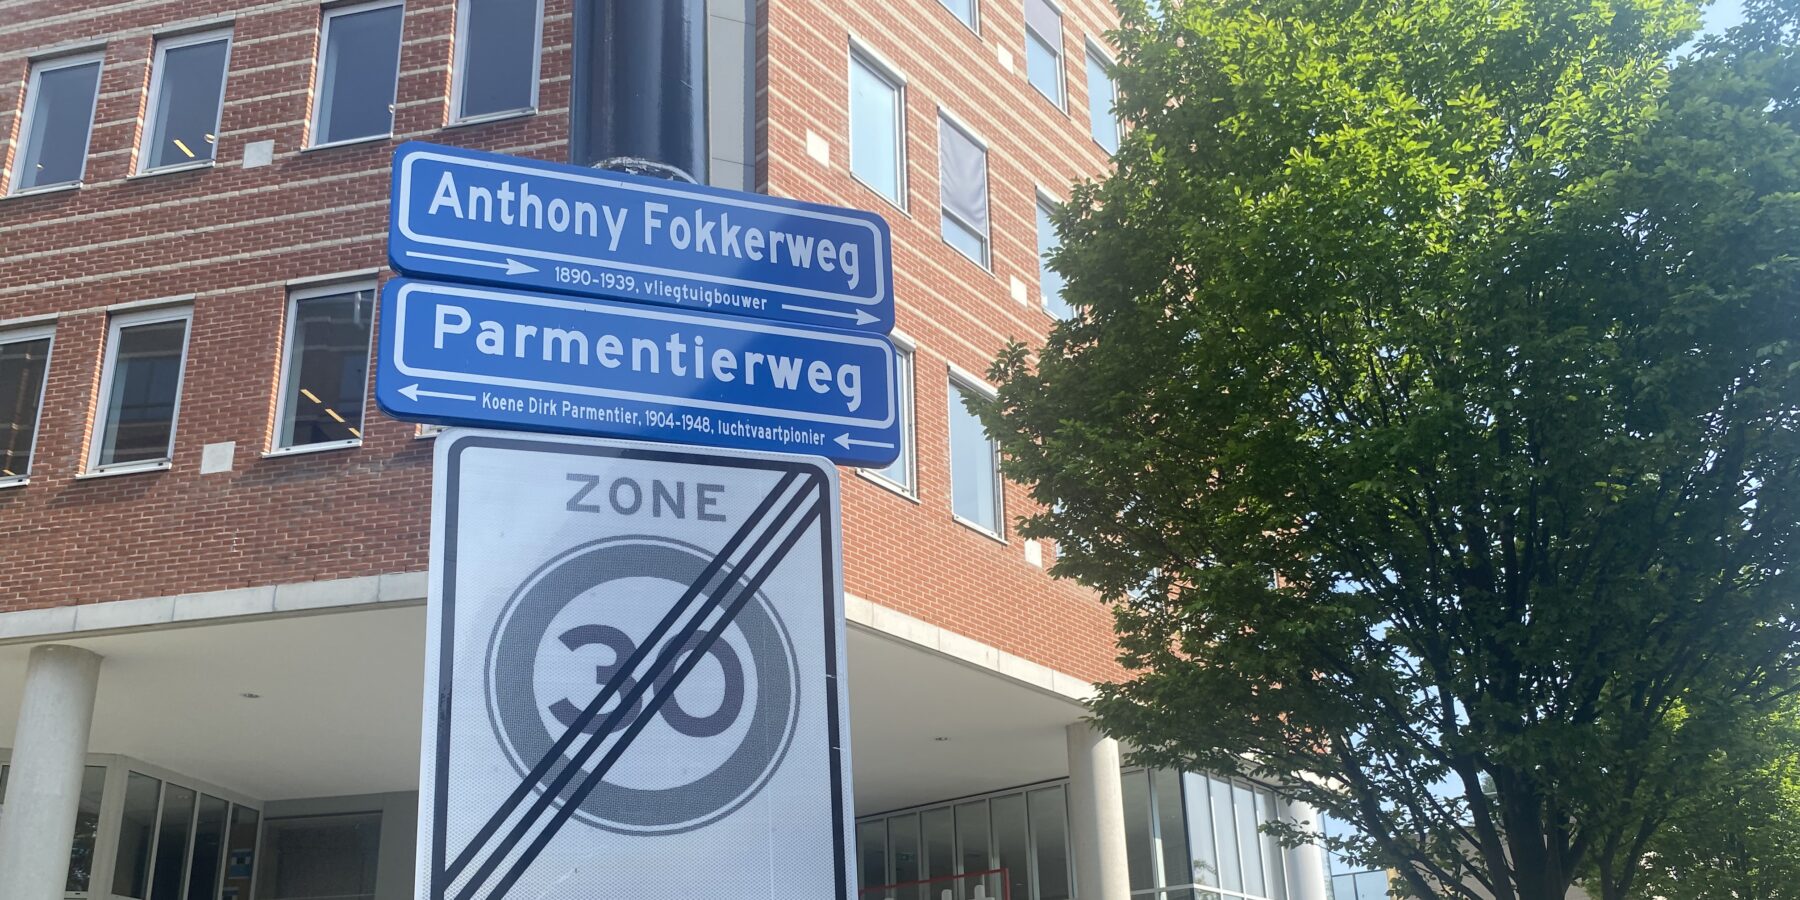 Anthony Fokkerweg
1890-1939, vliegtuigbouwer
Parmentierweg
Koene Dirk Parmentier, 1904-1948, luchtvaartpionier
ZONE
30